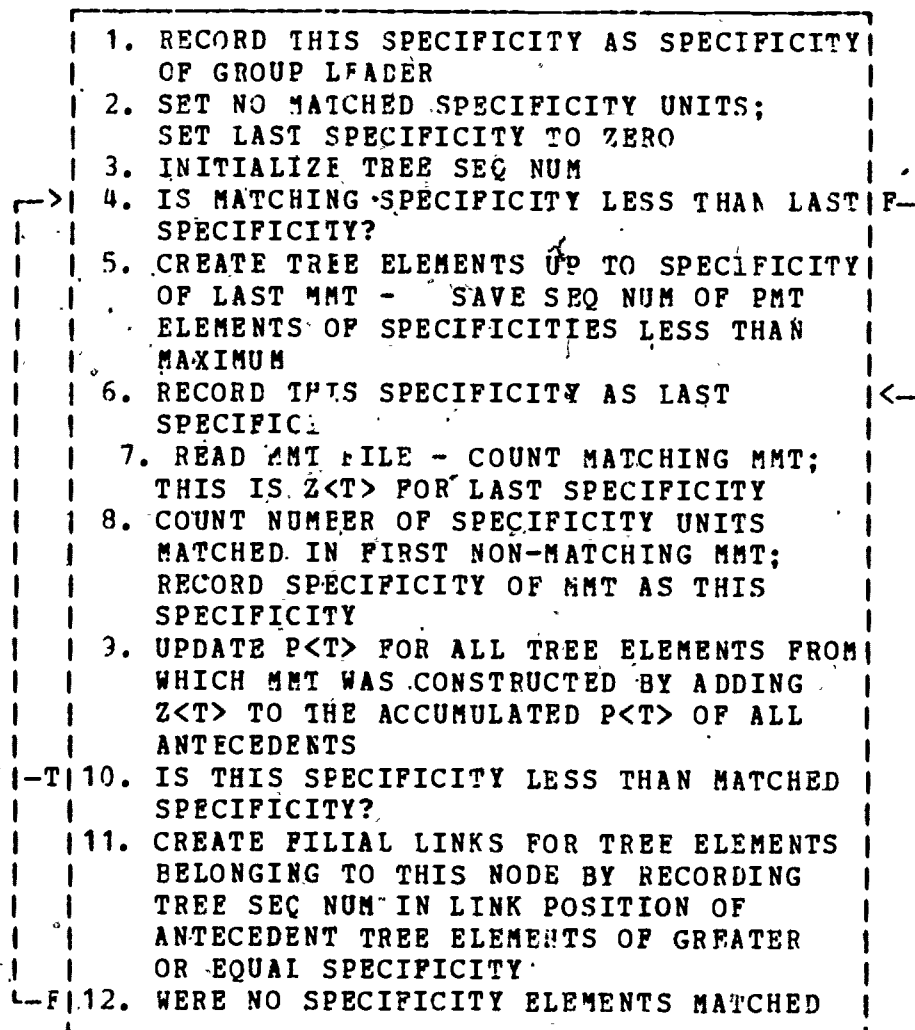 1. RECORD THIS SPECIFICITY AS SPECIFICITY
OF GROUP LEADER
2. SET NO MATCHED SPECIFICITY UNITS;
SET LAST SPECIFICITY TO ZERO
3. INITIALIZE TREE SEQ NUM
4. IS MATCHING SPECIFICITY LESS THAN LAST F
SPECIFICITY?
5. CREATE TREE ELEMENTS UP TO SPECIFICITY
OF LAST MMT - SAVE SEQ NUM OF PMT
ELEMENTS OF SPECIFICITIES LESS THAN
MAXIMUM
6. RECORD THIS SPECIFICITY AS LAST
SPECIFIC
7. READ MMT FILE - COUNT MATCHING MMT;
THIS IS Z<T> FOR LAST SPECIFICITY
8. COUNT NUMBER OF SPECIFICITY UNITS
MATCHED IN FIRST NON-MATCHING MMT;
RECORD SPECIFICITY OF MMT AS THIS
SPECIFICITY
9. UPDATE P<T> FOR ALL TREE ELEMENTS FROM
WHICH MMT WAS CONSTRUCTED BY ADDING
Z<T> TO THE ACCUMULATED P<T> OF ALL
ANTECEDENTS
T 10. IS THIS SPECIFICITY LESS THAN MATCHED
SPECIFICITY?
11. CREATE FILIAL LINKS FOR TREE ELEMENTS
BELONGING TO THIS NODE BY RECORDING
TREE SEQ NUM IN LINK POSITION OF
ANTECEDENT TREE ELEMENTS OF GREATER
OR EQUAL SPECIFICITY
F 12. WERE NO SPECIFICITY ELEMENTS MATCHED